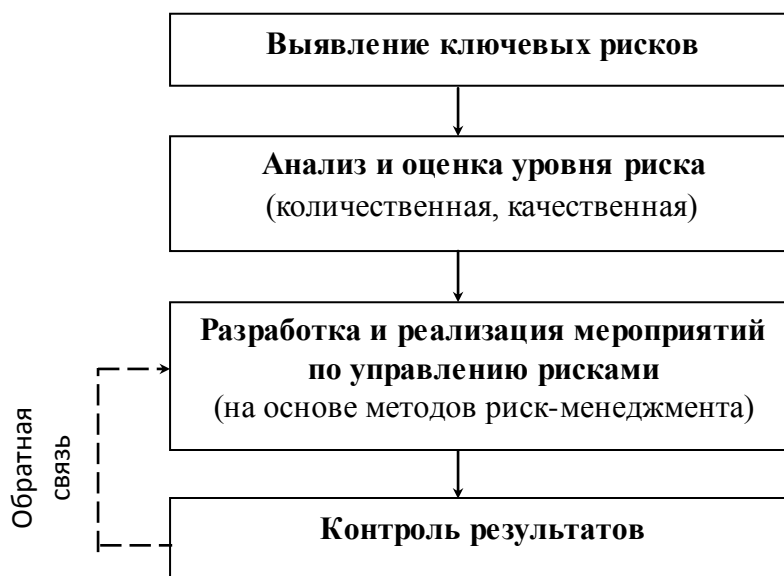 Выявление ключевых рисков
Анализ и оценка уровня риска
(количественная, качественная)
Разработка и реализация мероприятий
по управлению рисками
(на основе методов риск-менеджмента)
Обратная
связь
Контроль результатов